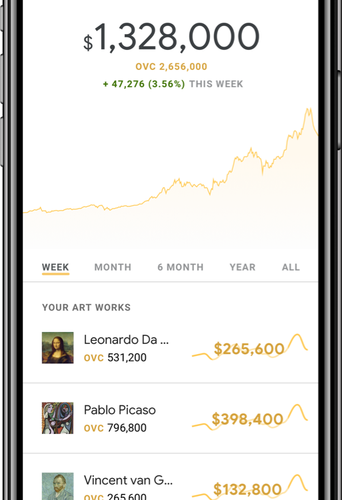 $1,328,000
OVC 2,656,000
+ 47,276 (3.56%) THIS WEEK
WEEK MONTH 6 MONTH YEAR ALL
YOUR ART WORKS
Leonardo Da ...
OVC 531,200
$265,600
Pablo Picaso
OVC 796,800
$398,400
Vincent van G...
OVC 265,600
$132,800